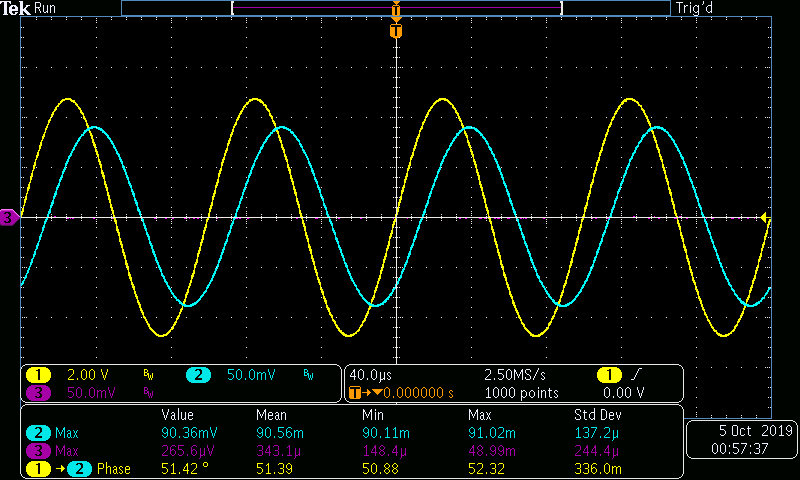 Tek Run Trig'd
T
T
3
1 2.00 V BW 2 50.0mV BW
3 50.0mV BW
40.0µs 2.50MS/s 1
T→▼0.000000 s 1000 points 0.00 V
Value Mean Min Max Std Dev
2 Max 90.36mV 90.56m 90.11m 91.02m 137.2µ
3 Max 265.6µV 343.1µ 148.4µ 48.99m 244.4µ
1 → 2 Phase 51.42 ° 51.39 50.88 52.32 336.0m
5 Oct 2019
00:57:37